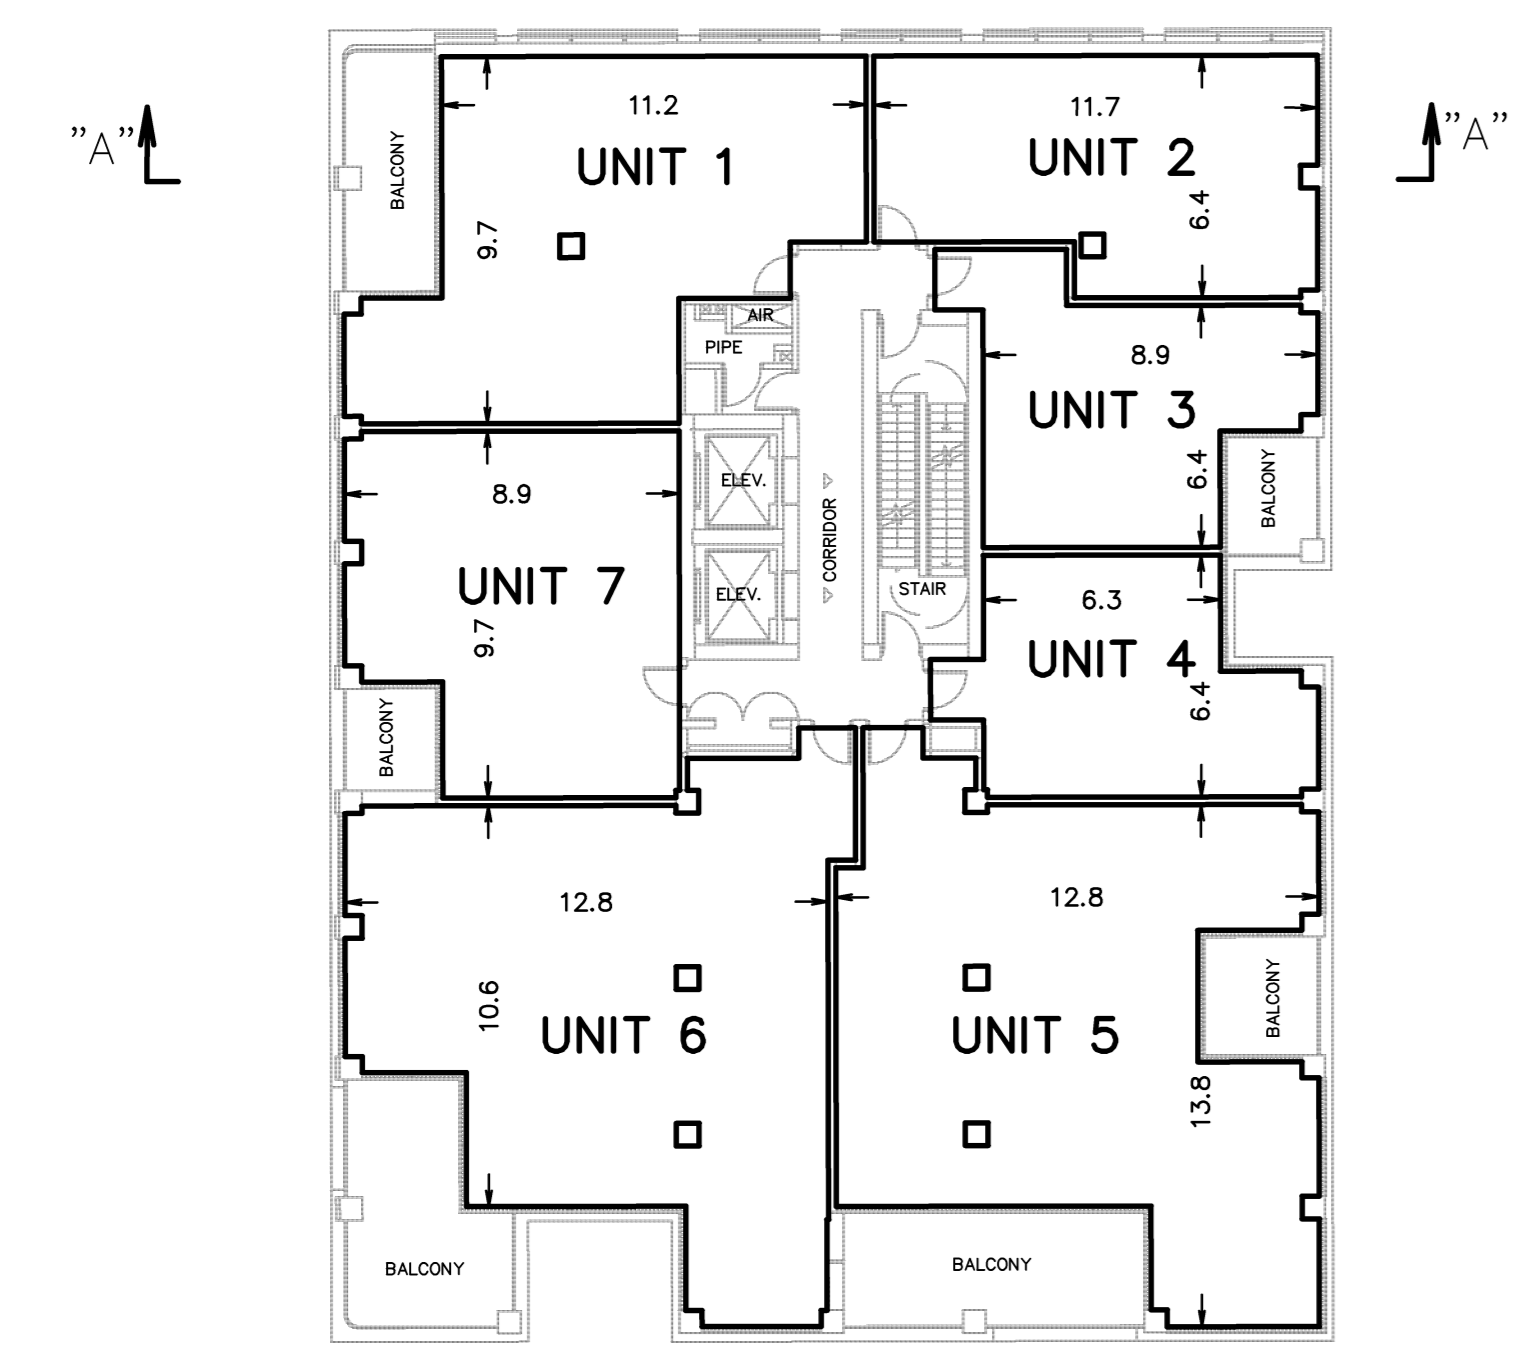 "A"
"A"
11.2
UNIT 1
9.7
BALCONY
11.7
UNIT 2
6.4
AIR
PIPE
8.9
UNIT 3
6.4
BALCONY
8.9
UNIT 7
9.7
BALCONY
ELEV.
ELEV.
CORRIDOR
STAIR
6.3
UNIT 4
6.4
12.8
10.6
UNIT 6
BALCONY
12.8
UNIT 5
13.8
BALCONY
BALCONY